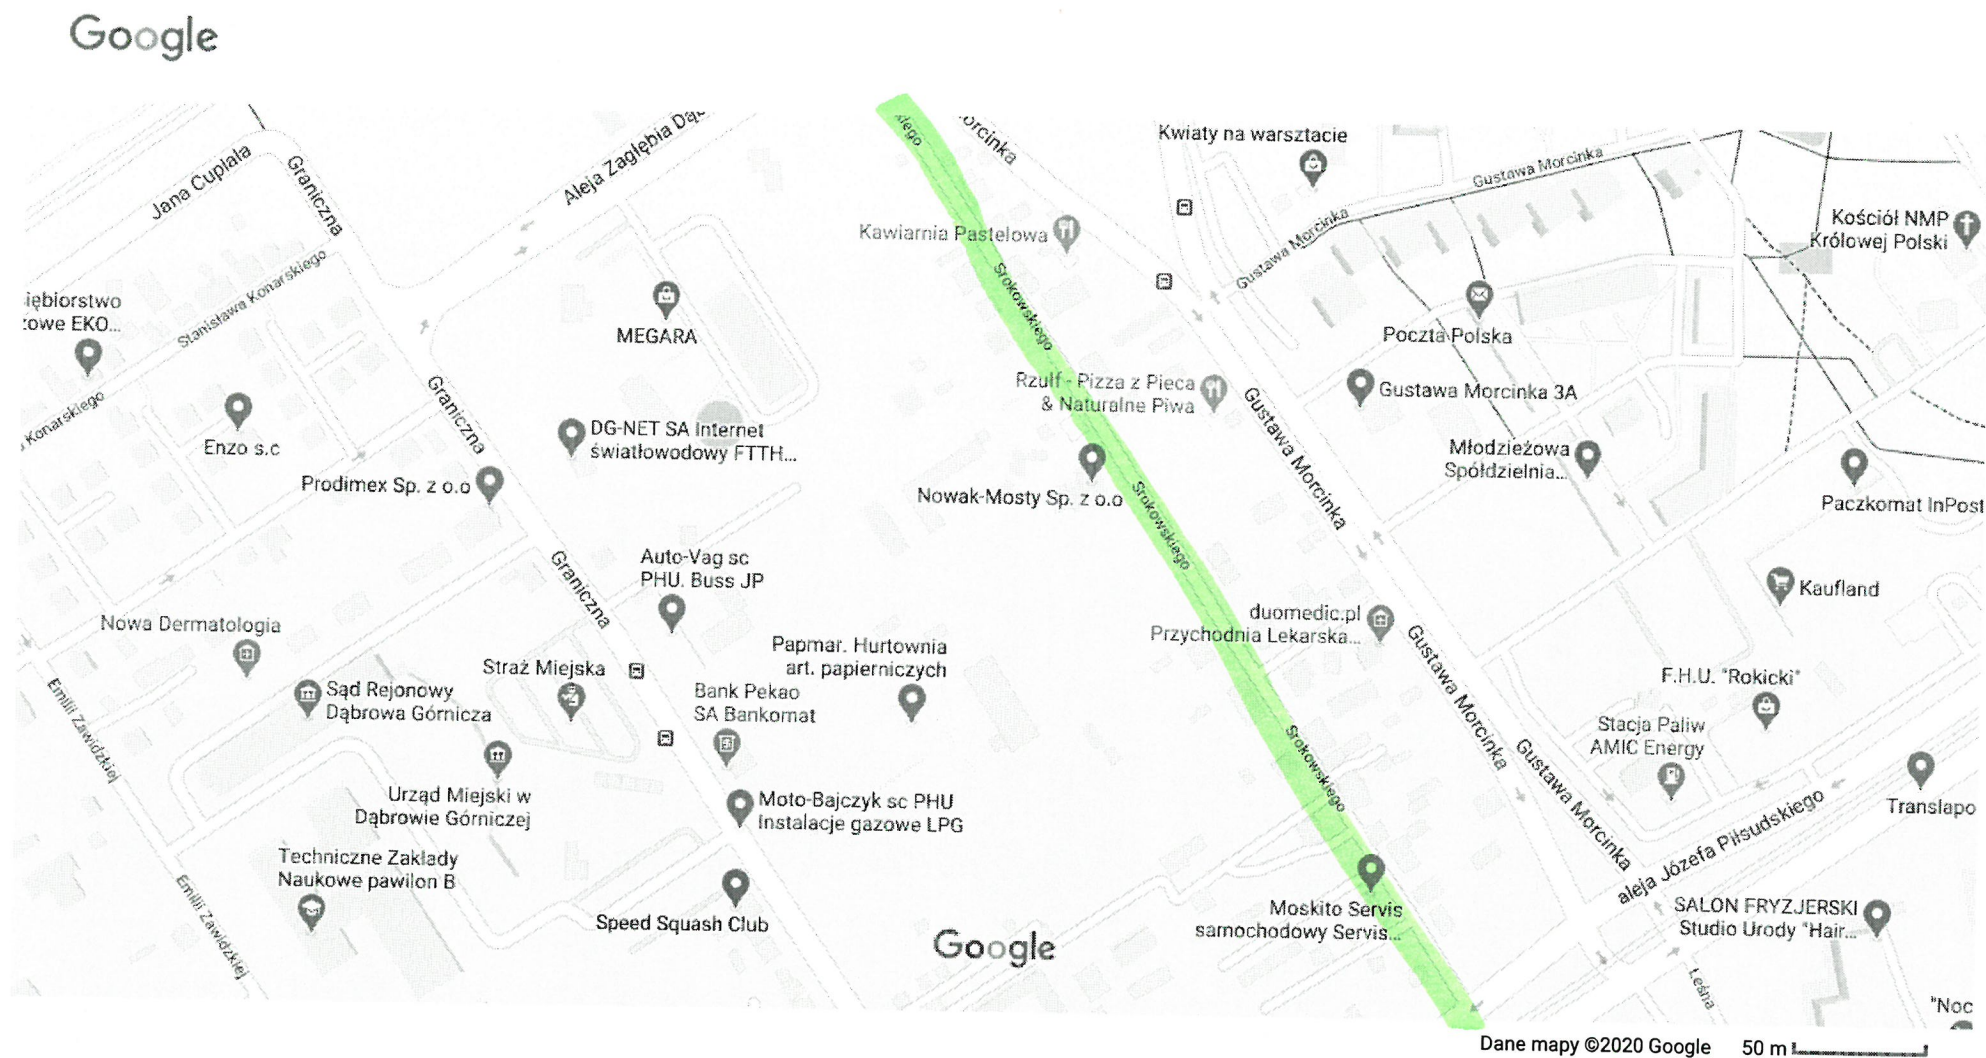 Google
Kwiaty na warsztacie
Jana Cupiała
Graniczna
Aleja Zagłębia Dąb
kiego
orcinka
Gustawa Morcinka
Kościół NMP
Królowej Polski
Kawiarnia Pastelowa
Gustawa Morcinka
Stanisława Konarskiego
iębiorstwo
owe EKO...
MEGARA
Srokowskiego
Poczta Polska
Konarskiego
Enzo s.c
Graniczna
DG-NET SA Internet
światłowodowy FTTH...
Rzulf - Pizza z Pieca
& Naturalne Piwa
Gustawa Morcinka 3A
Gustawa Morcinka
Młodzieżowa
Spółdzielnia...
Prodimex Sp. z o.o
Nowak-Mosty Sp. z o.o
Srokowskiego
Paczkomat InPost
Auto-Vag sc
PHU. Buss JP
Graniczna
Kaufland
Nowa Dermatologia
duomedic.pl
Przychodnia Lekarska...
Gustawa Morcinka
Papmar. Hurtownia
art. papierniczych
Straż Miejska
Sąd Rejonowy
Dąbrowa Górnicza
Bank Pekao
SA Bankomat
F.H.U. "Rokicki"
Stacja Paliw
AMIC Energy
Emilii Zawidzkiej
Srokowskiego
Gustawa Morcinka
Urząd Miejski w
Dąbrowie Górniczej
Moto-Bajczyk sc PHU
Instalacje gazowe LPG
Translapo
aleja Józefa Piłsudskiego
Techniczne Zakłady
Naukowe pawilon B
Emilii Zawidzkiej
Speed Squash Club
Moskito Servis
samochodowy Servis...
SALON FRYZJERSKI
Studio Urody "Hair...
Google
Leśna
"Noc
Dane mapy ©2020 Google 50 m